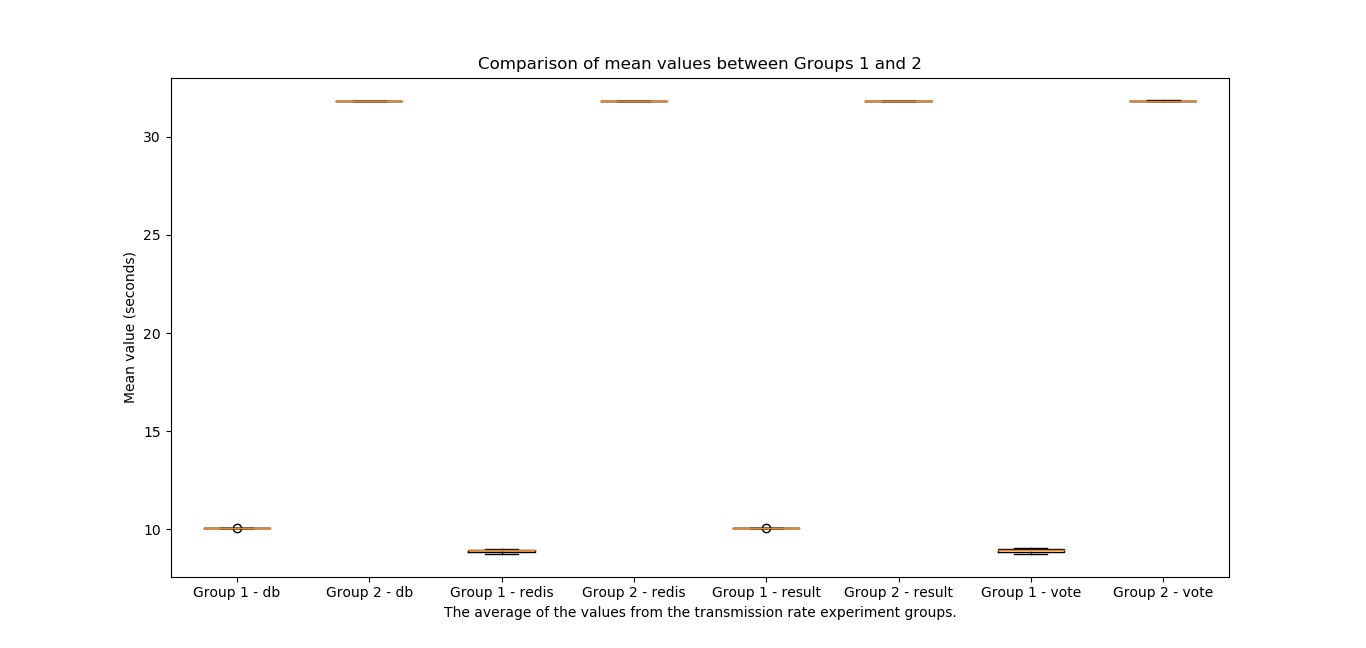 Comparison of mean values between Groups 1 and 2
Mean value (seconds)
30
25
20
15
10
Group 1 - db
Group 2 - db
Group 1 - redis
Group 2 - redis
Group 1 - result
Group 2 - result
Group 1 - vote
Group 2 - vote
The average of the values from the transmission rate experiment groups.